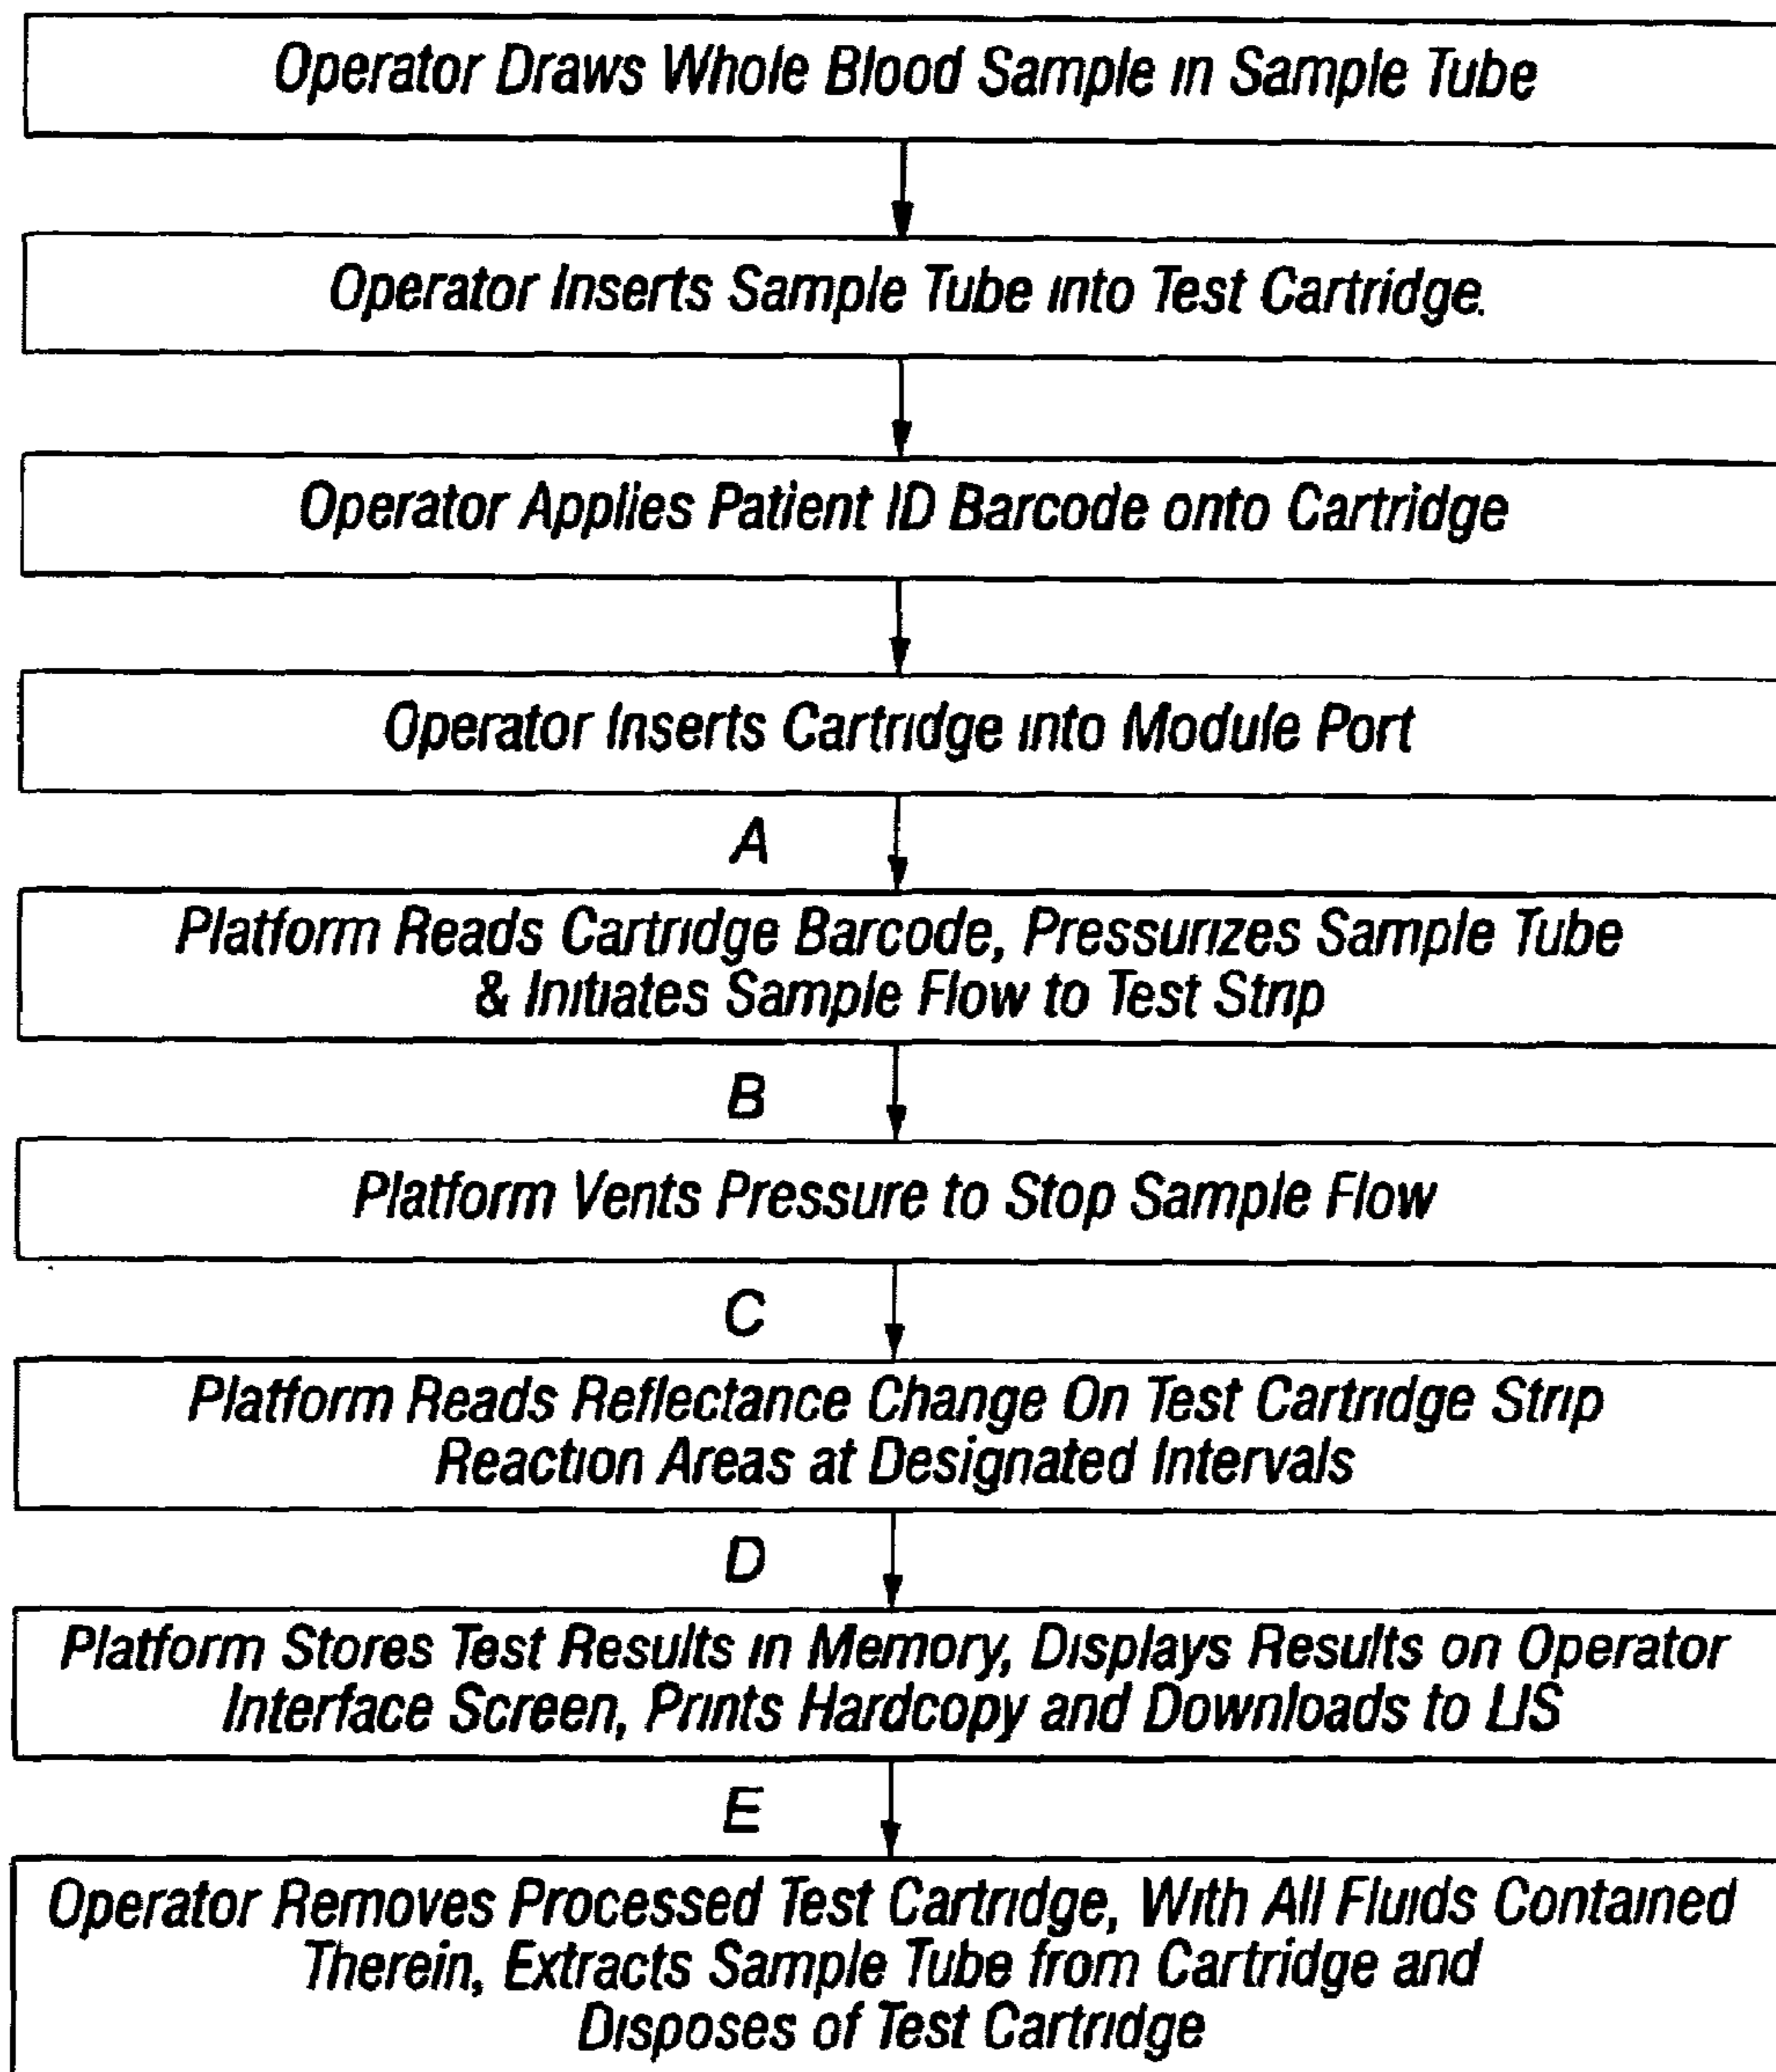 Operator Draws Whole Blood Sample in Sample Tube
Operator Inserts Sample Tube into Test Cartridge.
Operator Applies Patient ID Barcode onto Cartridge
Operator Inserts Cartridge into Module Port
A
Platform Reads Cartridge Barcode, Pressurizes Sample Tube
& Initiates Sample Flow to Test Strip
B
Platform Vents Pressure to Stop Sample Flow
C
Platform Reads Reflectance Change On Test Cartridge Strip
Reaction Areas at Designated Intervals
D
Platform Stores Test Results in Memory, Displays Results on Operator
Interface Screen, Prints Hardcopy and Downloads to LIS
E
Operator Removes Processed Test Cartridge, With All Fluids Contained
Therein, Extracts Sample Tube from Cartridge and
Disposes of Test Cartridge